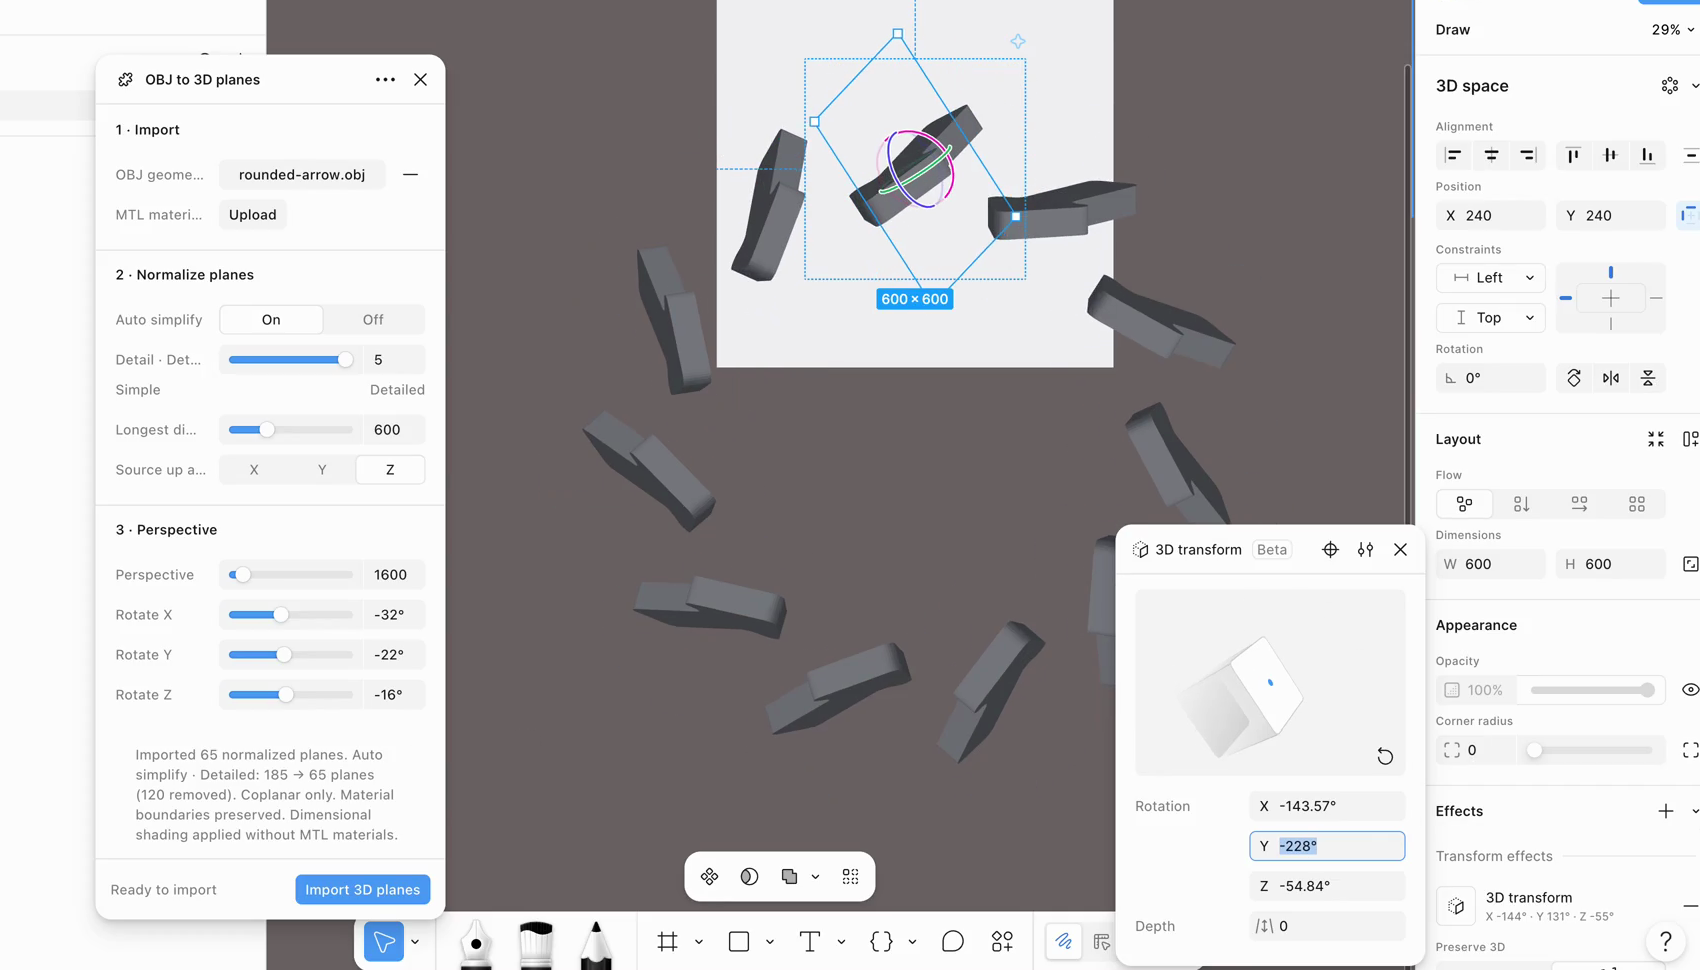 OBJ to 3D planes
1 · Import
OBJ geome...
rounded-arrow.obj
MTL materi...
Upload
2 · Normalize planes
Auto simplify
On
Off
Detail · Det...
5
Simple
Detailed
Longest di...
600
Source up a...
X
Y
Z
3 · Perspective
Perspective
1600
Rotate X
-32°
Rotate Y
-22°
Rotate Z
-16°
Imported 65 normalized planes. Auto
simplify · Detailed: 185 → 65 planes
(120 removed). Coplanar only. Material
boundaries preserved. Dimensional
shading applied without MTL materials.
Ready to import
Import 3D planes
600 × 600
3D transform
Beta
Rotation
X -143.57°
Y -228°
Z -54.84°
Depth
0
Draw
29%
3D space
Alignment
Position
X 240
Y 240
Constraints
Left
Top
Rotation
0°
Layout
Flow
Dimensions
W 600
H 600
Appearance
Opacity
100%
Corner radius
0
Effects
Transform effects
3D transform
X -144° · Y 131° · Z -55°
Preserve 3D
?